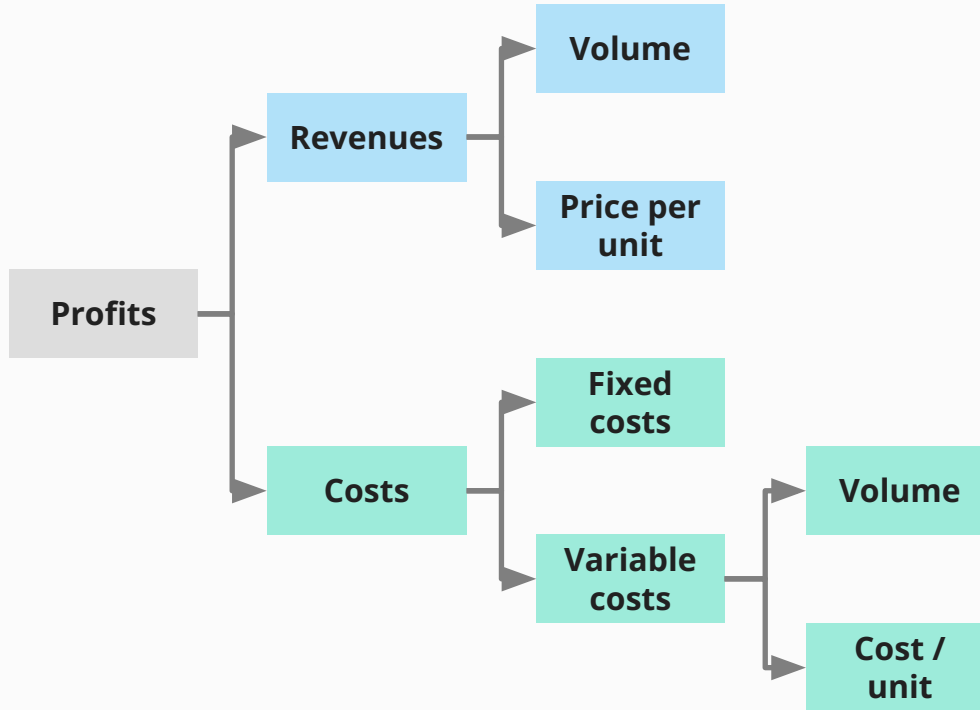 Volume
Revenues
Price per
unit
Profits
Fixed
costs
Costs
Volume
Variable
costs
Cost /
unit